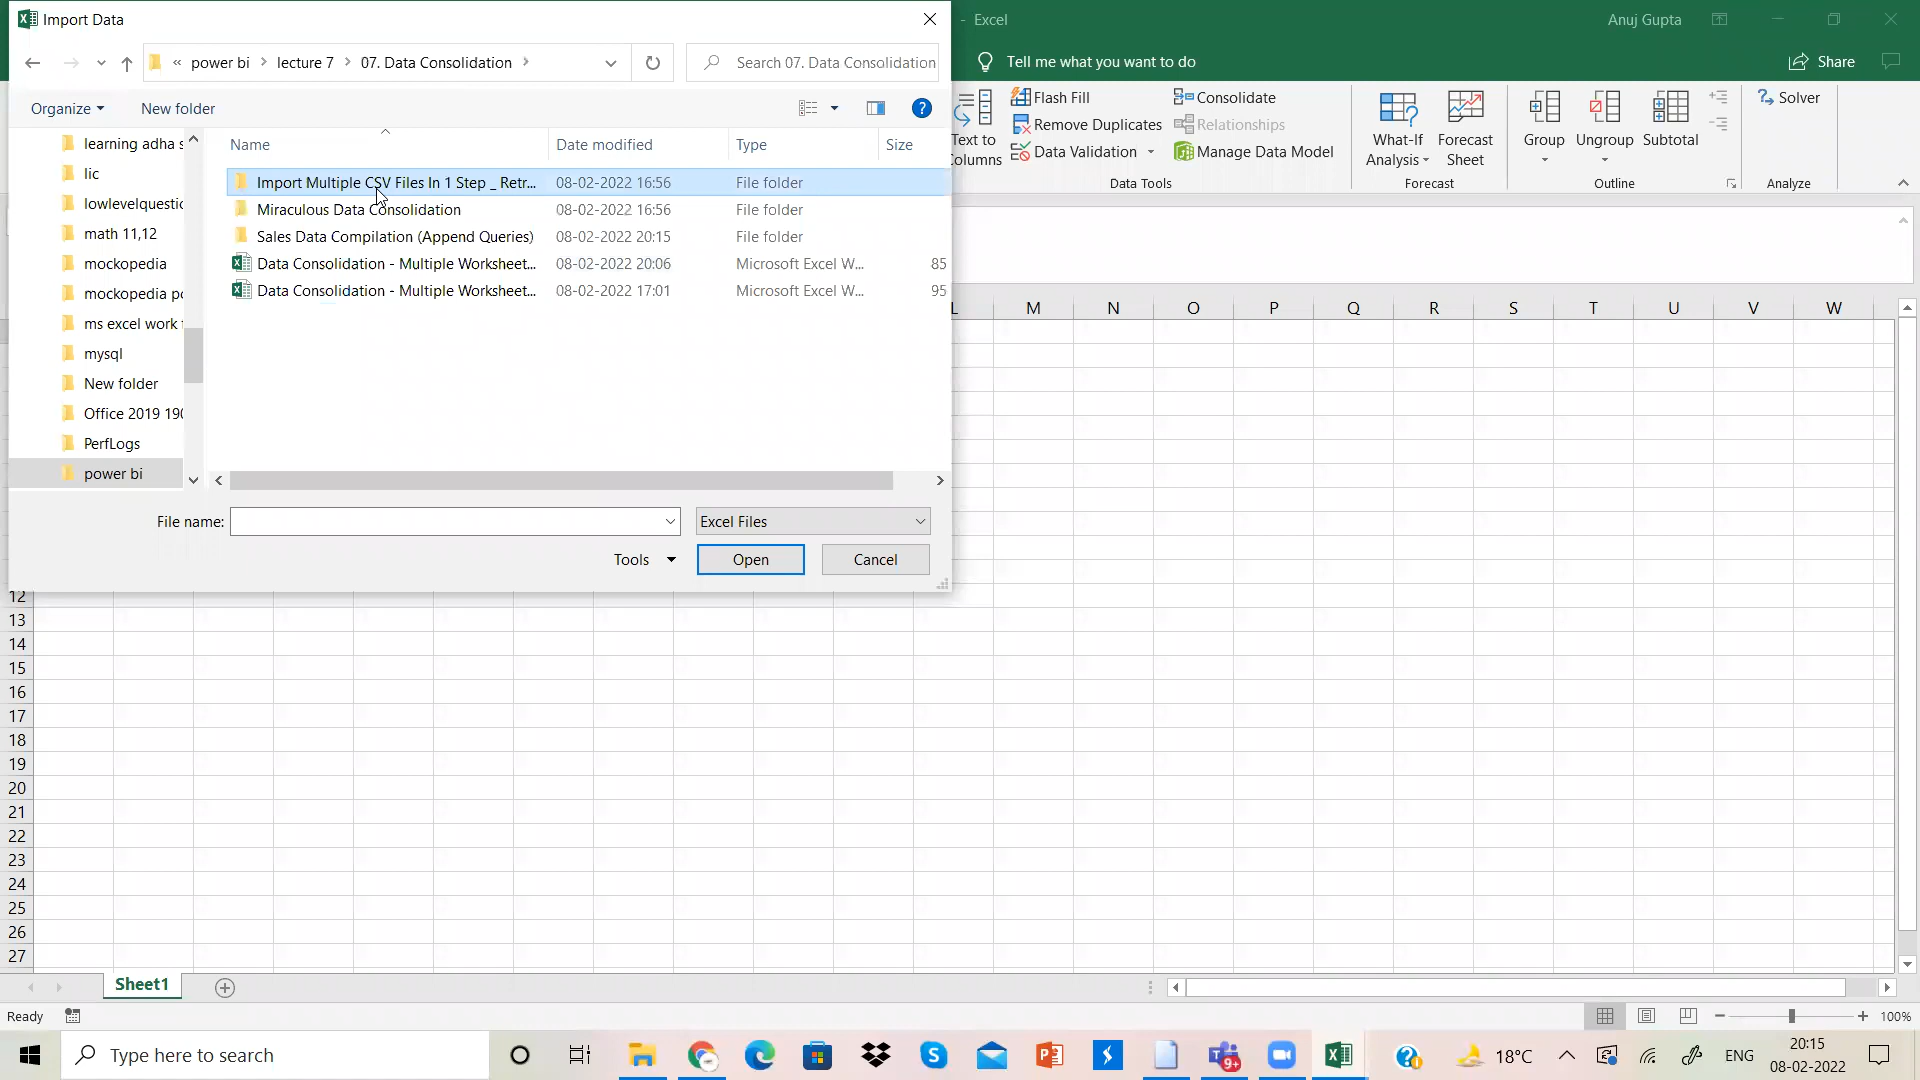 Import Data
- Excel
Anuj Gupta
« power bi > lecture 7 > 07. Data Consolidation >
Search 07. Data Consolidation
Tell me what you want to do
Share
Organize
New folder
Name
Date modified
Type
Size
Import Multiple CSV Files In 1 Step _ Retr...
08-02-2022 16:56
File folder
Miraculous Data Consolidation
08-02-2022 16:56
File folder
Sales Data Compilation (Append Queries)
08-02-2022 20:15
File folder
Data Consolidation - Multiple Worksheet...
08-02-2022 20:06
Microsoft Excel W...
85
Data Consolidation - Multiple Worksheet...
08-02-2022 17:01
Microsoft Excel W...
95
learning adha s
lic
lowlevelquestic
math 11,12
mockopedia
mockopedia po
ms excel work
mysql
New folder
Office 2019 190
PerfLogs
power bi
File name:
Excel Files
Tools
Open
Cancel
Text to
Columns
Flash Fill
Remove Duplicates
Data Validation
Consolidate
Relationships
Manage Data Model
Data Tools
What-If
Analysis
Forecast
Sheet
Forecast
Group
Ungroup
Subtotal
Outline
Solver
Analyze
L M N O P Q R S T U V W
12
13
14
15
16
17
18
19
20
21
22
23
24
25
26
27
Sheet1
Ready
100%
Type here to search
9+
18°C
ENG
20:15
08-02-2022